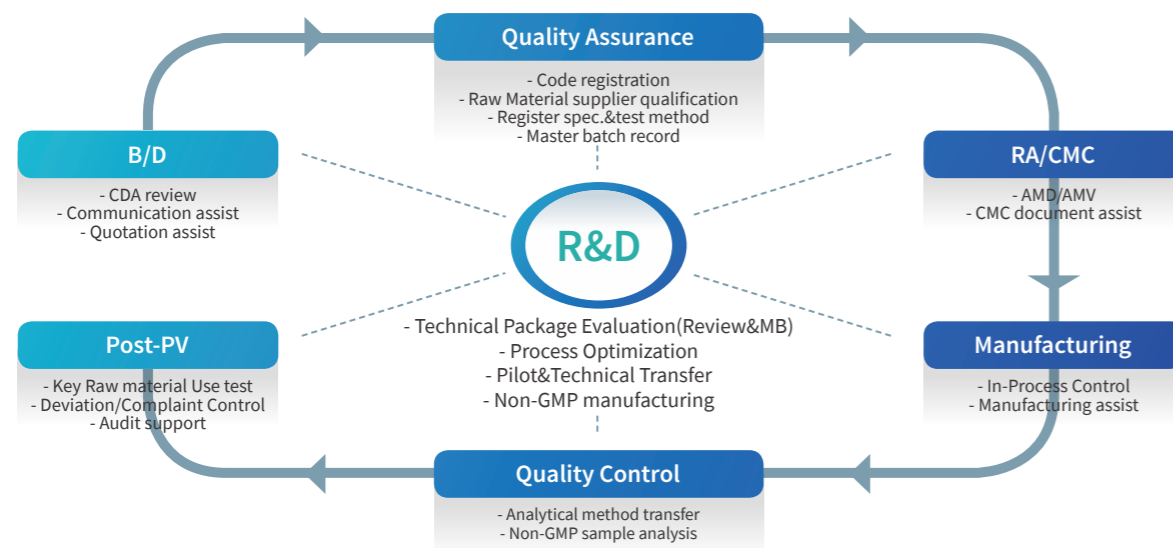 Quality Assurance
- Code registration
- Raw Material supplier qualification
- Register spec.&test method
- Master batch record
B/D
- CDA review
- Communication assist
- Quotation assist
RA/CMC
- AMD/AMV
- CMC document assist
R&D
- Technical Package Evaluation(Review&MB)
- Process Optimization
- Pilot&Technical Transfer
- Non-GMP manufacturing
Post-PV
- Key Raw material Use test
- Deviation/Complaint Control
- Audit support
Manufacturing
- In-Process Control
- Manufacturing assist
Quality Control
- Analytical method transfer
- Non-GMP sample analysis